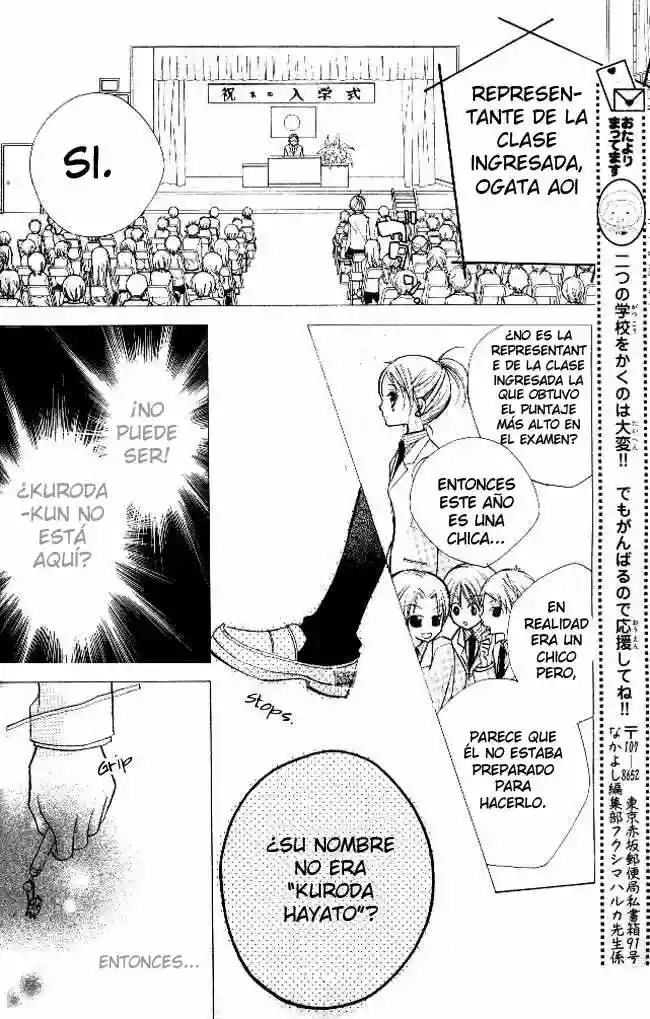 REPRESEN-
TANTE DE LA
CLASE
INGRESADA,
OGATA AOI
祝 入学式
SI.
¿NO ES LA
REPRESENTANT
E DE LA CLASE
INGRESADA LA
QUE OBTUVO
EL PUNTAJE
MÁS ALTO EN
EL EXAMEN?
ENTONCES
ESTE AÑO
ES UNA
CHICA...
EN
REALIDAD
ERA UN
CHICO
PERO,
PARECE QUE
ÉL NO ESTABA
PREPARADO
PARA
HACERLO.
¡NO
PUEDE
SER!
¿KURODA
-KUN NO
ESTÁ
AQUÍ?
stops.
Grip
¿SU NOMBRE
NO ERA
“KURODA
HAYATO”?
ENTONCES...
おたより
まってます
二つの学校をかくのは大変!! でもがんばるので応援してね!!
〒107-8652 東京赤坂郵便局私書箱91号
なかよし編集部フクシマハルカ先生係